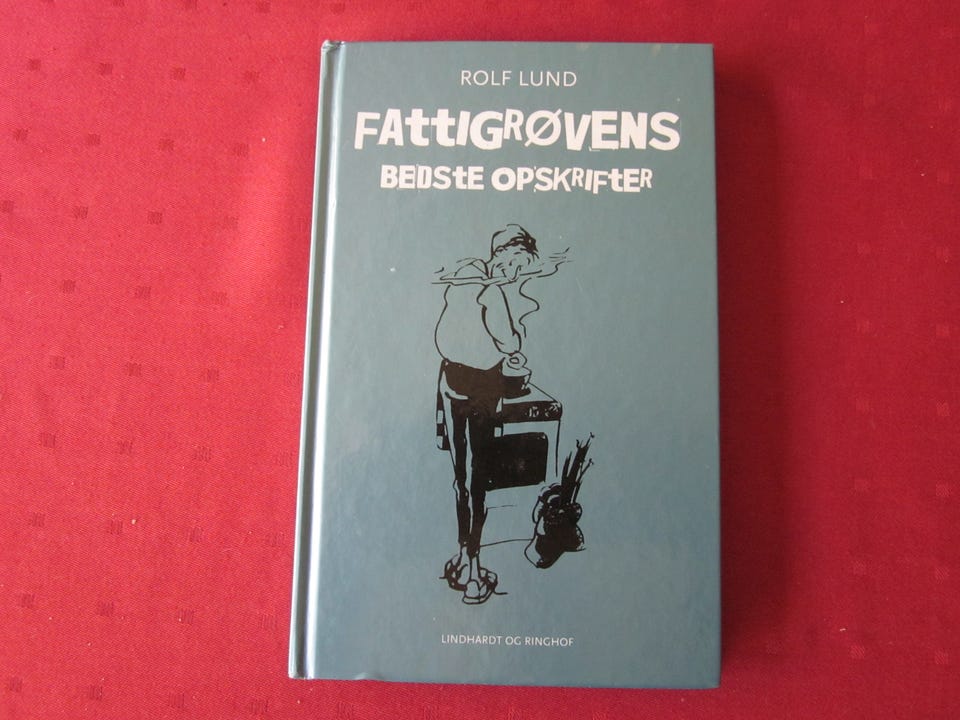 ROLF LUND
FATTIGRØVENS
BEDSTE OPSKRIFTER
LINDHARDT OG RINGHOF